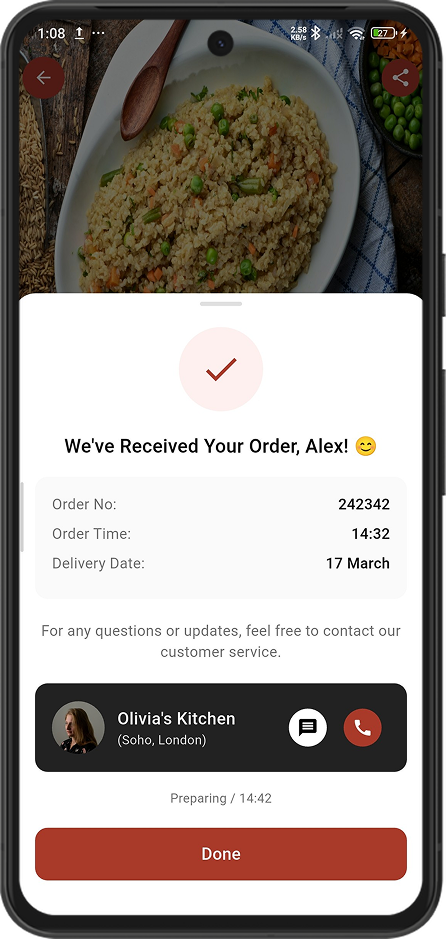 1:08
2.58
KB/s
27
We've Received Your Order, Alex! 😊
Order No: 242342
Order Time: 14:32
Delivery Date: 17 March
For any questions or updates, feel free to contact our
customer service.
Olivia's Kitchen
(Soho, London)
Preparing / 14:42
Done